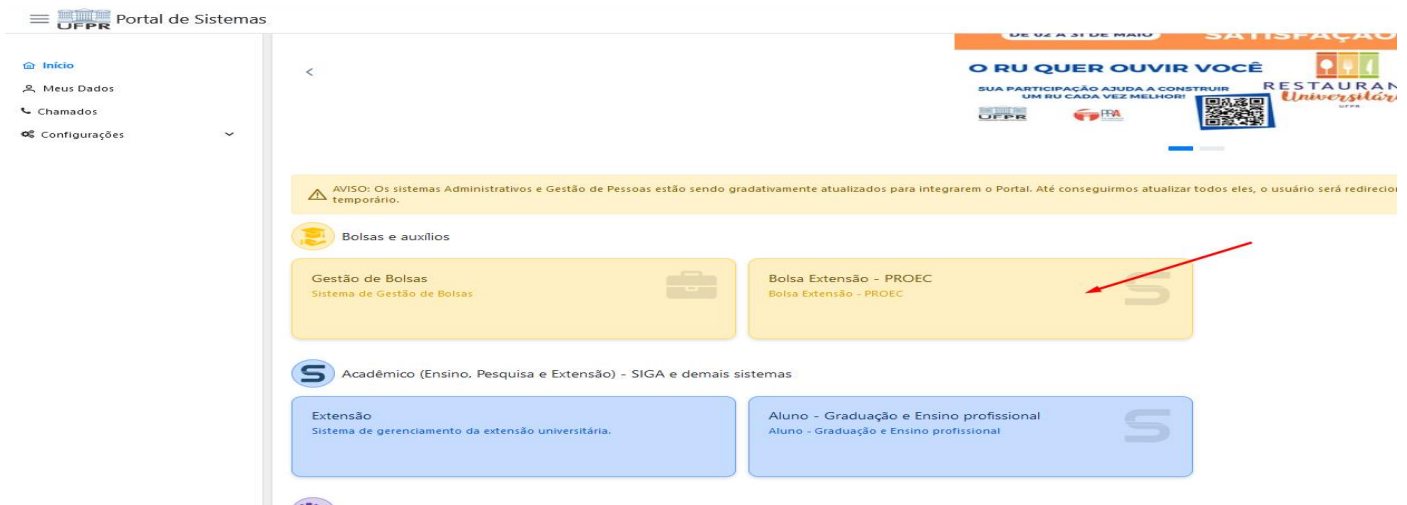 UFPR Portal de Sistemas
Início
Meus Dados
Chamados
Configurações
DE 02 A 31 DE MAIO
SATISFAÇÃO
O RU QUER OUVIR VOCÊ
SUA PARTICIPAÇÃO AJUDA A CONSTRUIR
UM RU CADA VEZ MELHOR!
RESTAURAN
Universitár
UFPR
UFPR
PRA
AVISO: Os sistemas Administrativos e Gestão de Pessoas estão sendo gradativamente atualizados para integrarem o Portal. Até conseguirmos atualizar todos eles, o usuário será redirecio
temporário.
Bolsas e auxílios
Gestão de Bolsas
Sistema de Gestão de Bolsas
Bolsa Extensão - PROEC
Bolsa Extensão - PROEC
S
S Acadêmico (Ensino, Pesquisa e Extensão) - SIGA e demais sistemas
Extensão
Sistema de gerenciamento da extensão universitária.
Aluno - Graduação e Ensino profissional
Aluno - Graduação e Ensino profissional
S